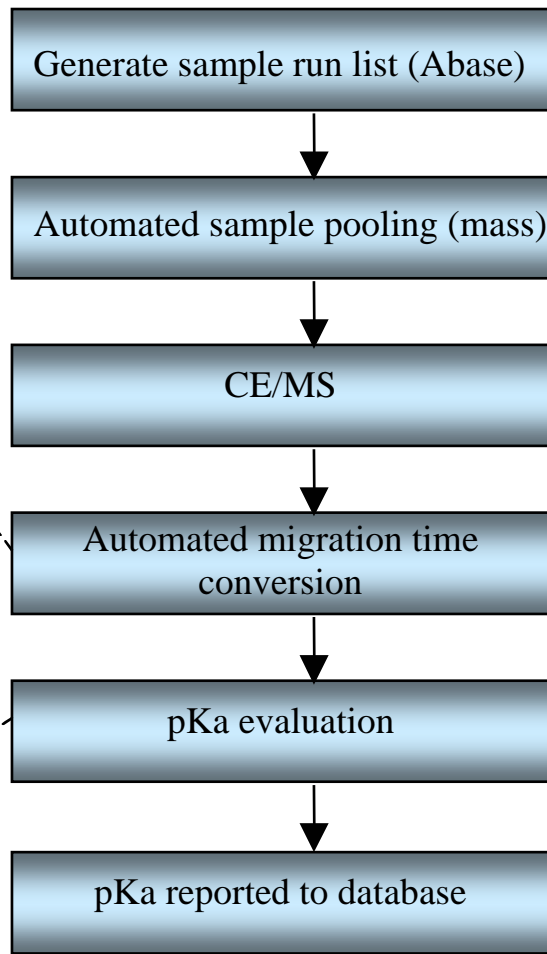 Generate sample run list (Abase)
Automated sample pooling (mass)
CE/MS
Automated migration time
conversion
pKa evaluation
pKa reported to database